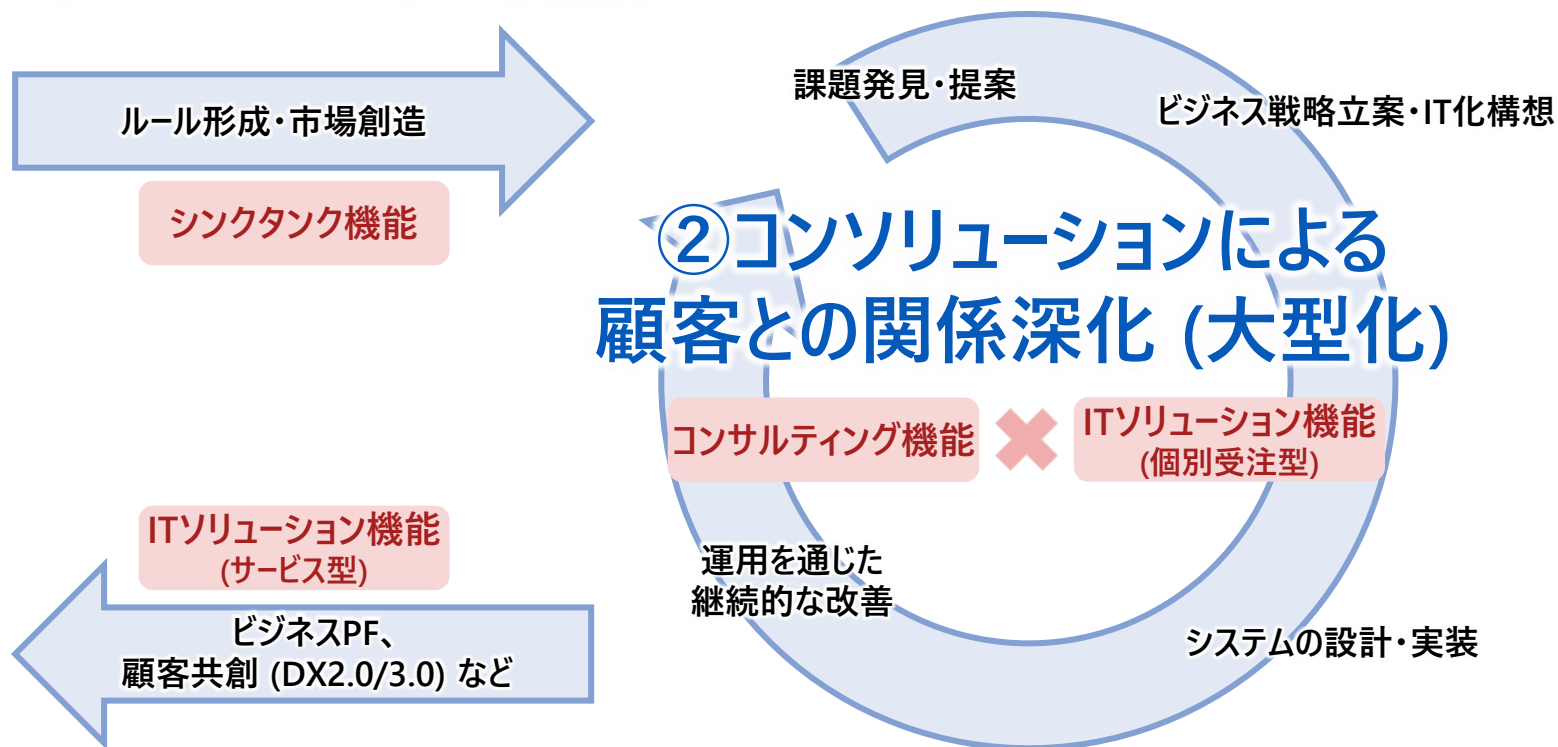 ルール形成・市場創造
シンクタンク機能
課題発見・提案
ビジネス戦略立案・IT化構想
②コンソリューションによる
顧客との関係深化 (大型化)
コンサルティング機能
ITソリューション機能
(個別受注型)
運用を通じた
継続的な改善
システムの設計・実装
ITソリューション機能
(サービス型)
ビジネスPF、
顧客共創 (DX2.0/3.0) など